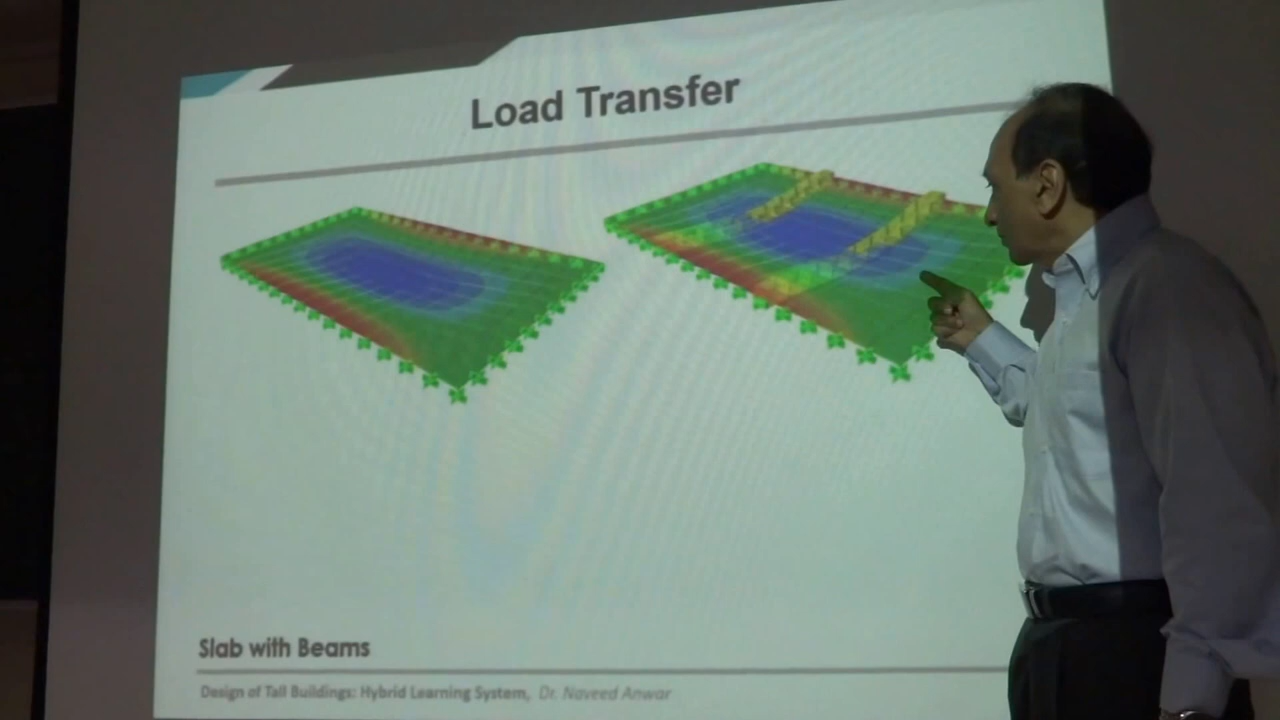 Load Transfer
Slab with Beams
Design of Tall Buildings: Hybrid Learning System, Dr. Naveed Anwar